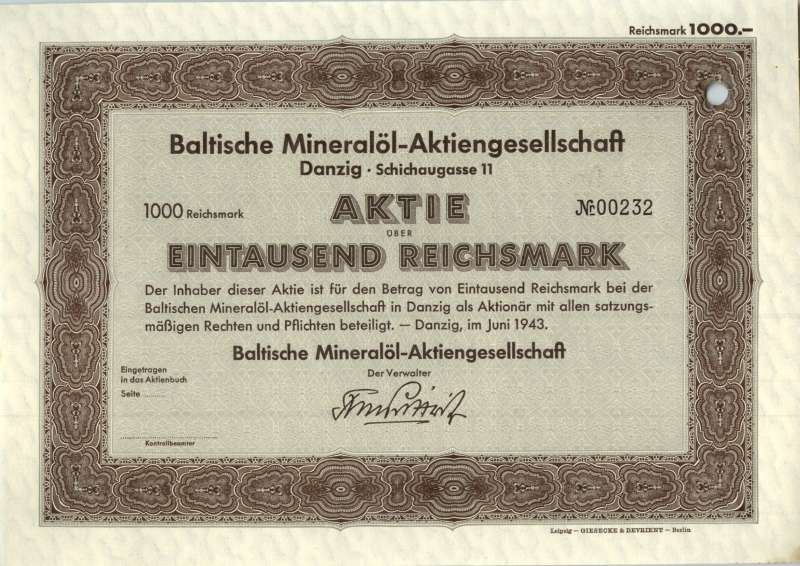 Reichsmark 1000.–
Baltische Mineralöl-Aktiengesellschaft
Danzig · Schichaugasse 11
1000 Reichsmark AKTIE № 00232
ÜBER
EINTAUSEND REICHSMARK
Der Inhaber dieser Aktie ist für den Betrag von Eintausend Reichsmark bei der
Baltischen Mineralöl-Aktiengesellschaft in Danzig als Aktionär mit allen satzungs-
mäßigen Rechten und Pflichten beteiligt. — Danzig, im Juni 1943.
Baltische Mineralöl-Aktiengesellschaft
Der Verwalter
Eingetragen
in das Aktienbuch
Seite ........
Kontrollbeamter
Leipzig — GIESECKE & DEVRIENT — Berlin